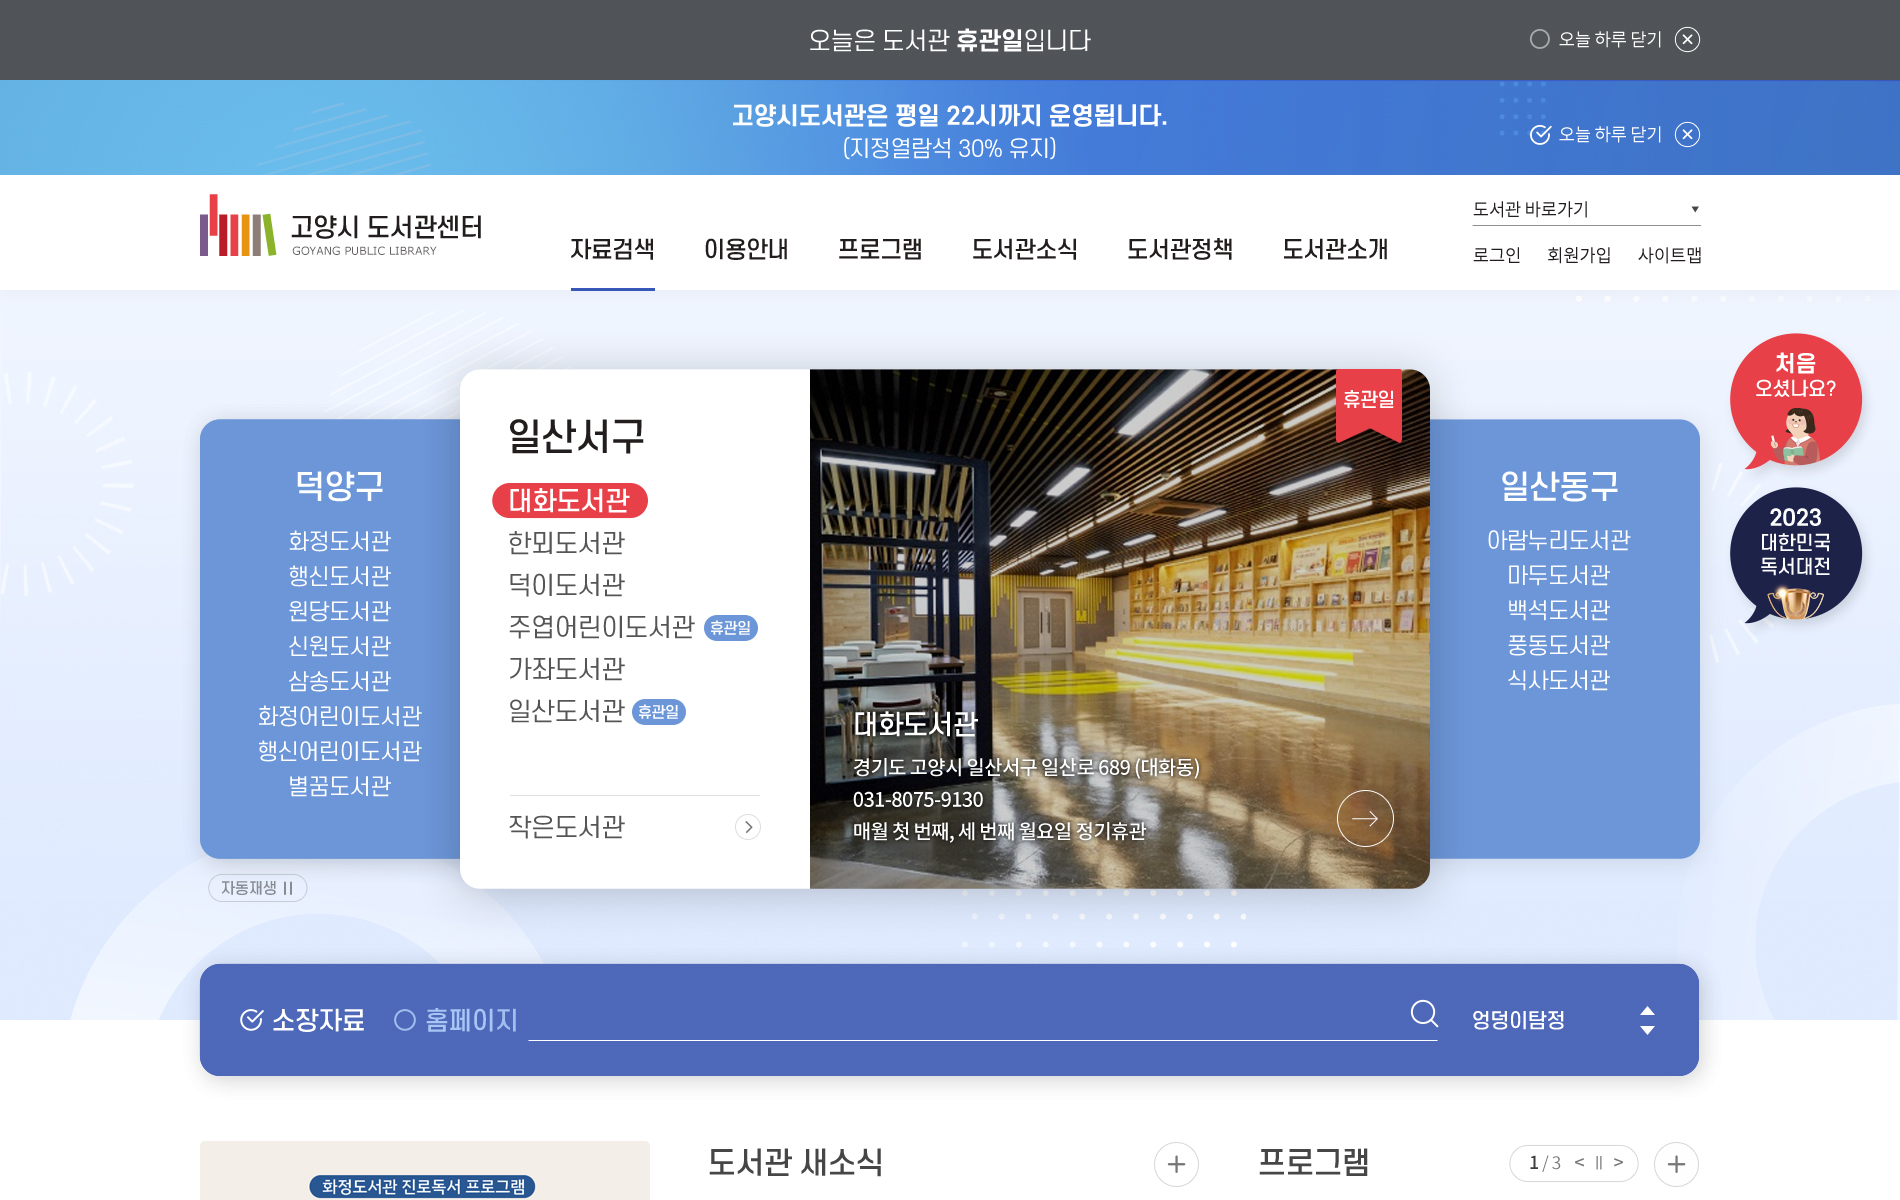 오늘은 도서관 휴관일입니다
오늘 하루 닫기
고양시도서관은 평일 22시까지 운영됩니다.
(지정열람석 30% 유지)
오늘 하루 닫기
고양시 도서관센터
GOYANG PUBLIC LIBRARY
자료검색 이용안내 프로그램 도서관소식 도서관정책 도서관소개
도서관 바로가기
로그인 회원가입 사이트맵
덕양구
화정도서관
행신도서관
원당도서관
신원도서관
삼송도서관
화정어린이도서관
행신어린이도서관
별꿈도서관
자동재생
일산서구
대화도서관
한뫼도서관
덕이도서관
주엽어린이도서관 휴관일
가좌도서관
일산도서관 휴관일
작은도서관
휴관일
대화도서관
경기도 고양시 일산서구 일산로 689 (대화동)
031-8075-9130
매월 첫 번째, 세 번째 월요일 정기휴관
일산동구
아람누리도서관
마두도서관
백석도서관
풍동도서관
식사도서관
처음
오셨나요?
2023
대한민국
독서대전
소장자료 홈페이지
엉덩이탐정
화정도서관 진로독서 프로그램
도서관 새소식
프로그램
1 / 3 < || >